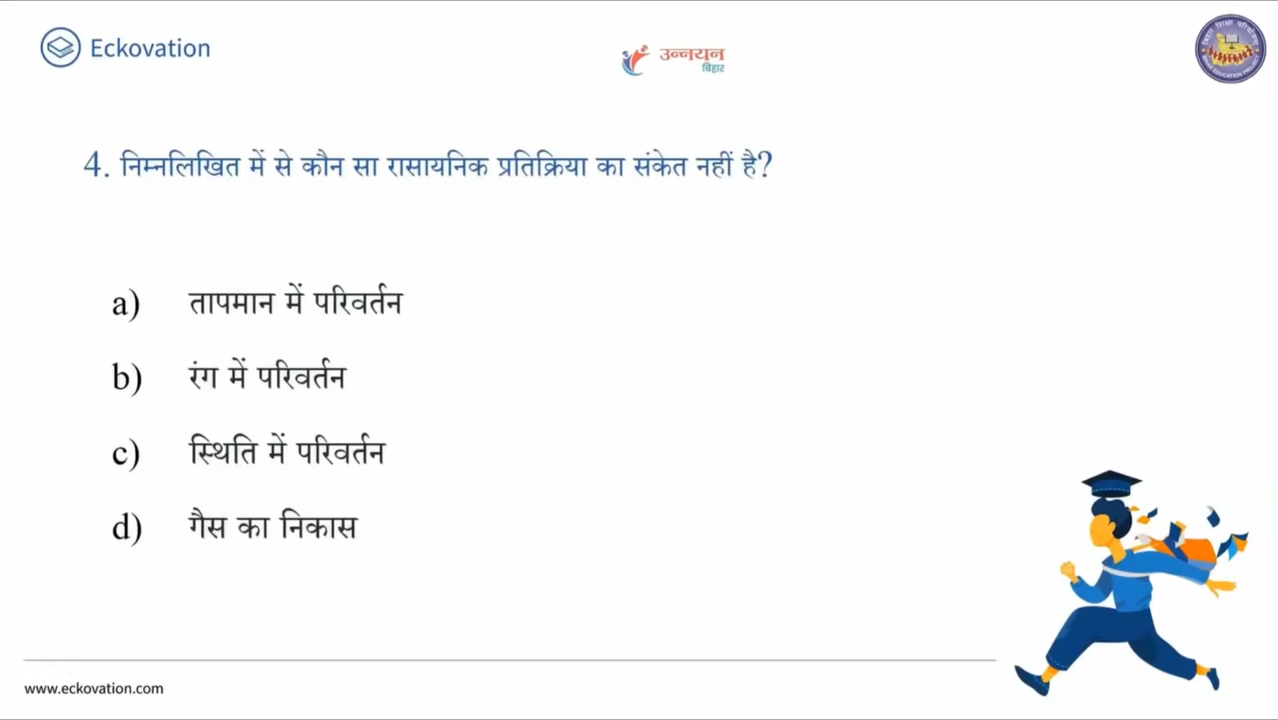 Eckovation
उन्नयन
बिहार
4. निम्नलिखित में से कौन सा रासायनिक प्रतिक्रिया का संकेत नहीं है?
a) तापमान में परिवर्तन
b) रंग में परिवर्तन
c) स्थिति में परिवर्तन
d) गैस का निकास
www.eckovation.com